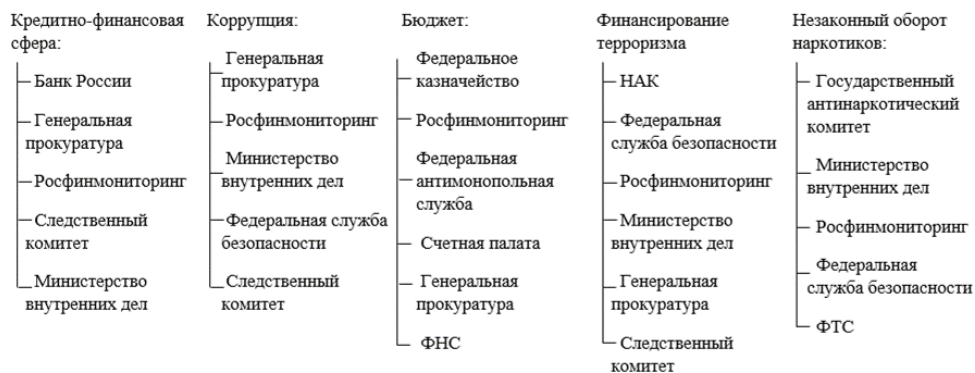 Кредитно-финансовая
сфера:
Банк России
Генеральная
прокуратура
Росфинмониторинг
Следственный
комитет
Министерство
внутренних дел
Коррупция:
Генеральная
прокуратура
Росфинмониторинг
Министерство
внутренних дел
Федеральная служба
безопасности
Следственный
комитет
Бюджет:
Федеральное
казначейство
Росфинмониторинг
Федеральная
антимонопольная
служба
Счетная палата
Генеральная
прокуратура
ФНС
Финансирование
терроризма
НАК
Федеральная
служба безопасности
Росфинмониторинг
Министерство
внутренних дел
Генеральная
прокуратура
Следственный
комитет
Незаконный оборот
наркотиков:
Государственный
антинаркотический
комитет
Министерство
внутренних дел
Росфинмониторинг
Федеральная
служба безопасности
ФТС